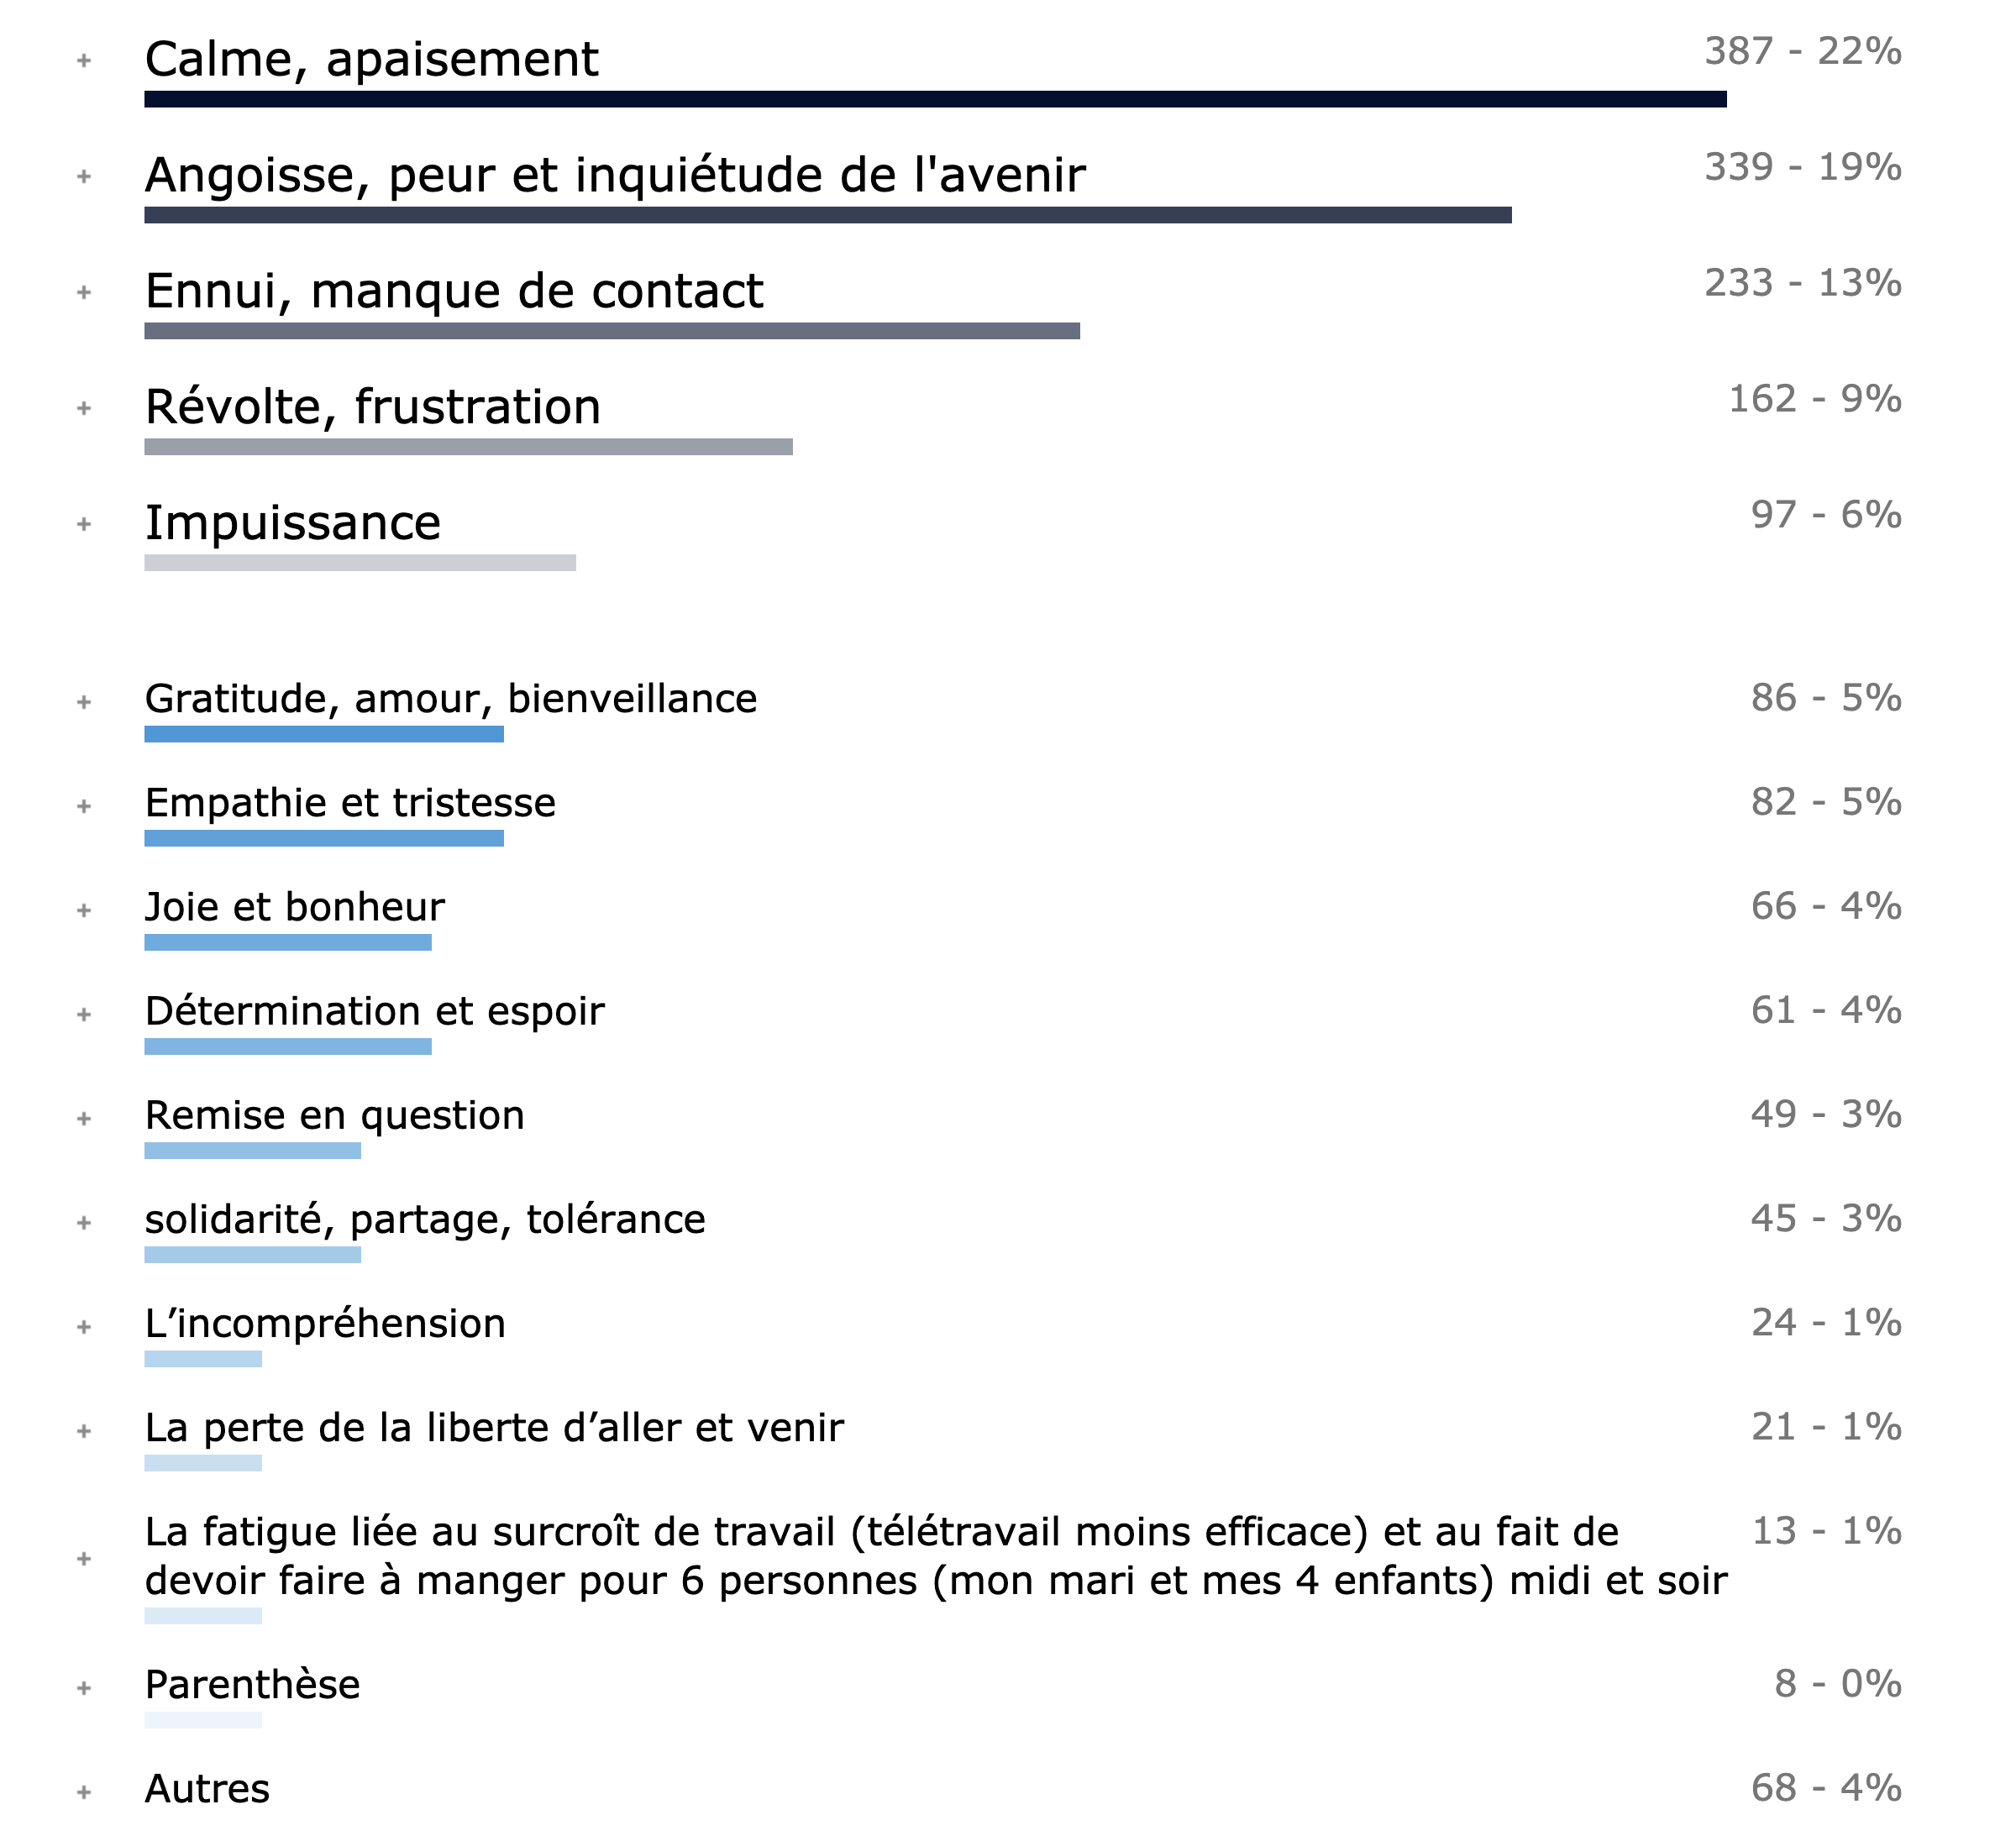 + Calme, apaisement 387 - 22%
+ Angoisse, peur et inquiétude de l'avenir 339 - 19%
+ Ennui, manque de contact 233 - 13%
+ Révolte, frustration 162 - 9%
+ Impuissance 97 - 6%
+ Gratitude, amour, bienveillance 86 - 5%
+ Empathie et tristesse 82 - 5%
+ Joie et bonheur 66 - 4%
+ Détermination et espoir 61 - 4%
+ Remise en question 49 - 3%
+ solidarité, partage, tolérance 45 - 3%
+ L’incompréhension 24 - 1%
+ La perte de la liberte d’aller et venir 21 - 1%
+ La fatigue liée au surcroît de travail (télétravail moins efficace) et au fait de 13 - 1%
devoir faire à manger pour 6 personnes (mon mari et mes 4 enfants) midi et soir
+ Parenthèse 8 - 0%
+ Autres 68 - 4%